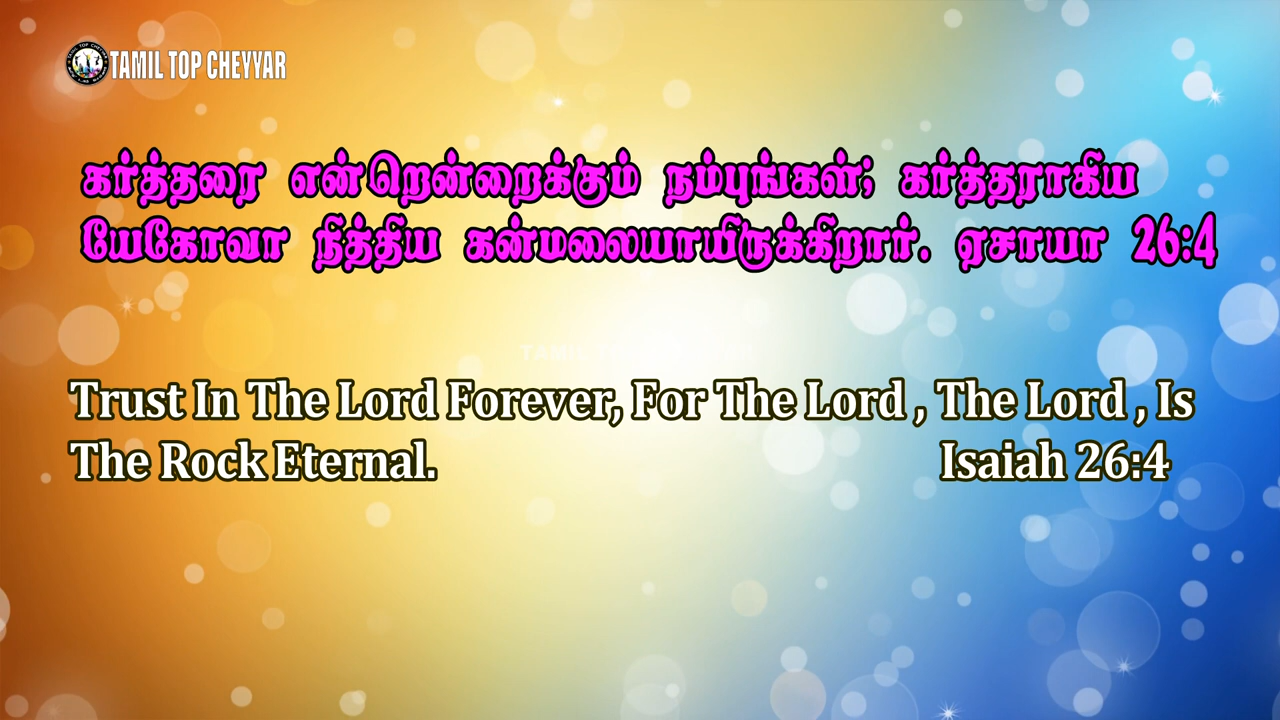 TAMIL TOP CHEYYAR
கர்த்தரை என்றென்றைக்கும் நம்புங்கள்; கர்த்தராகிய
யேகோவா நித்திய கன்மலையாயிருக்கிறார். ஏசாயா 26:4
Trust In The Lord Forever, For The Lord , The Lord , Is
The Rock Eternal. Isaiah 26:4